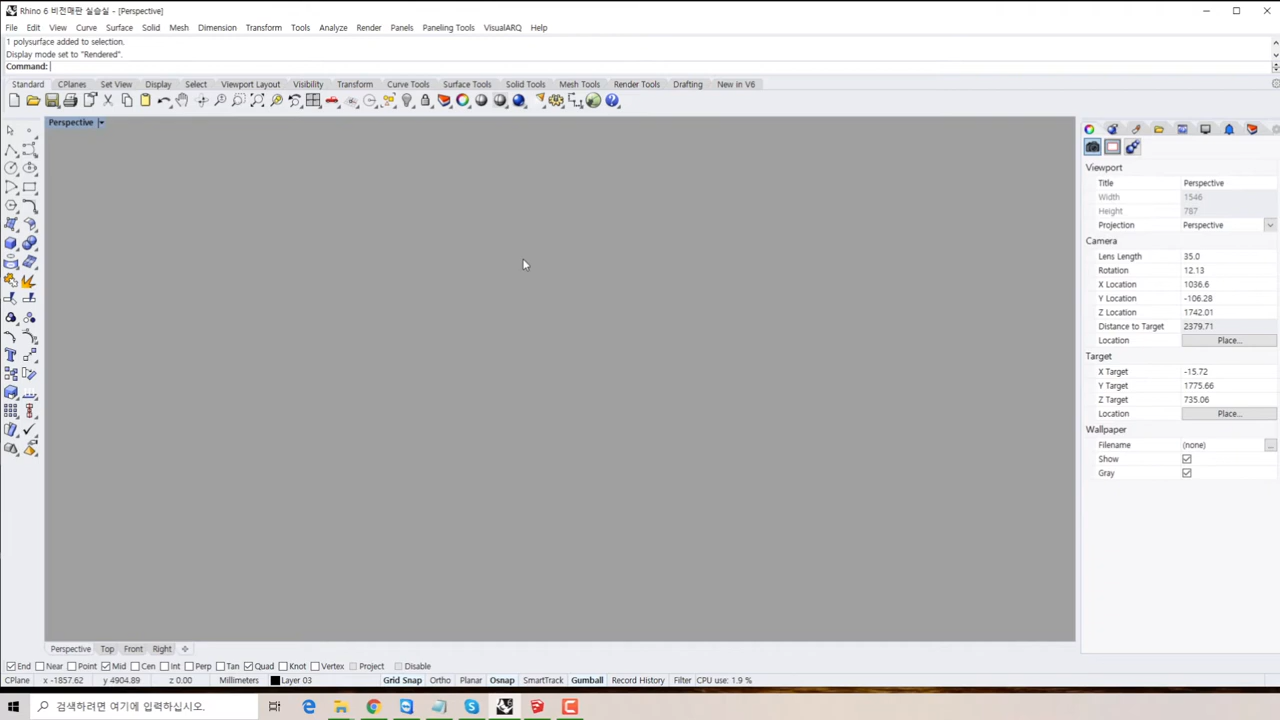 Rhino 6 비전매판 실습실 - [Perspective]
File Edit View Curve Surface Solid Mesh Dimension Transform Tools Analyze Render Panels Paneling Tools VisualARQ Help
1 polysurface added to selection.
Display mode set to "Rendered".
Command:
Standard CPlanes Set View Display Select Viewport Layout Visibility Transform Curve Tools Surface Tools Solid Tools Mesh Tools Render Tools Drafting New in V6
Perspective
Viewport
Title Perspective
Width 1546
Height 787
Projection Perspective
Camera
Lens Length 35.0
Rotation 12.13
X Location 1036.6
Y Location -106.28
Z Location 1742.01
Distance to Target 2379.71
Location Place...
Target
X Target -15.72
Y Target 1775.66
Z Target 735.06
Location Place...
Wallpaper
Filename (none) ...
Show
Gray
Perspective Top Front Right
End Near Point Mid Cen Int Perp Tan Quad Knot Vertex Project Disable
CPlane x -1857.62 y 4904.89 z 0.00 Millimeters Layer 03 Grid Snap Ortho Planar Osnap SmartTrack Gumball Record History Filter CPU use: 1.9 %
검색하려면 여기에 입력하십시오.